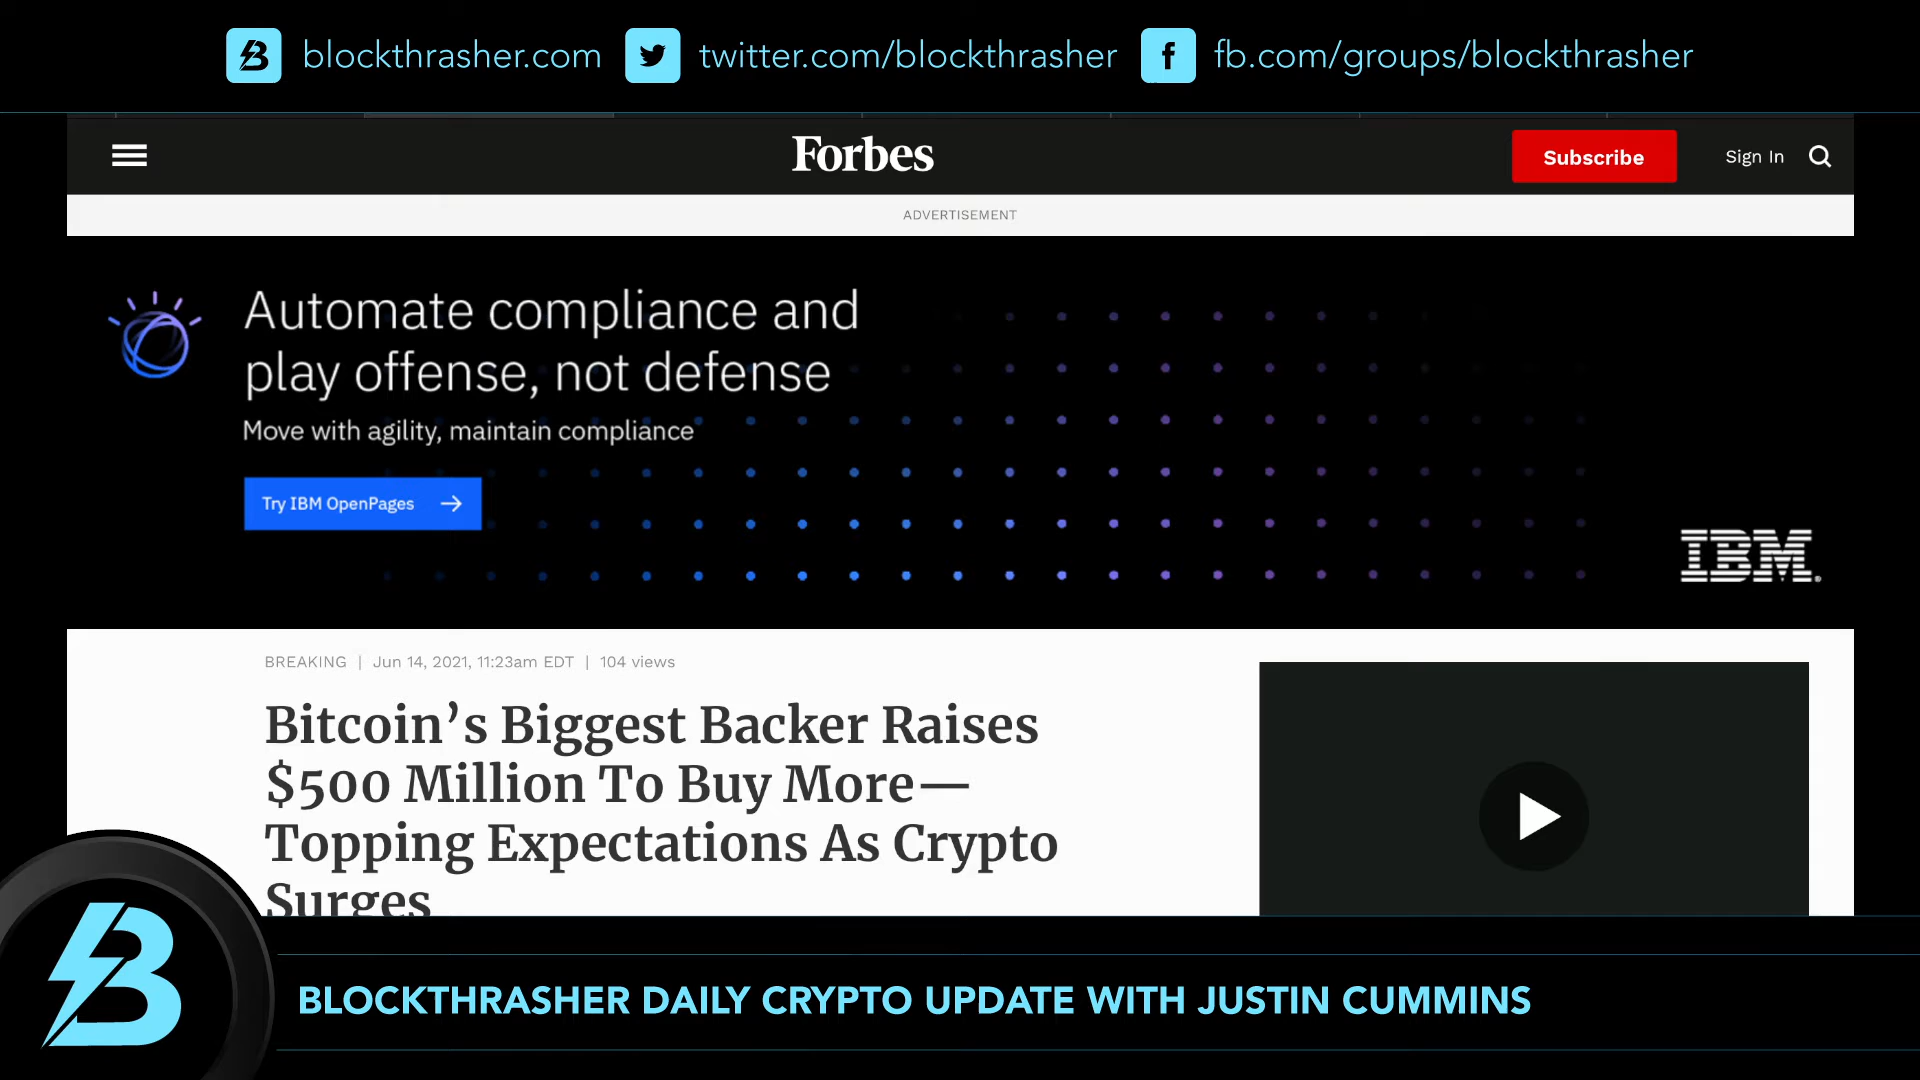 blockthrasher.com twitter.com/blockthrasher fb.com/groups/blockthrasher
Forbes
Subscribe
Sign In
ADVERTISEMENT
Automate compliance and
play offense, not defense
Move with agility, maintain compliance
Try IBM OpenPages →
IBM®
BREAKING | Jun 14, 2021, 11:23am EDT | 104 views
Bitcoin’s Biggest Backer Raises
$500 Million To Buy More—
Topping Expectations As Crypto
Surges
BLOCKTHRASHER DAILY CRYPTO UPDATE WITH JUSTIN CUMMINS